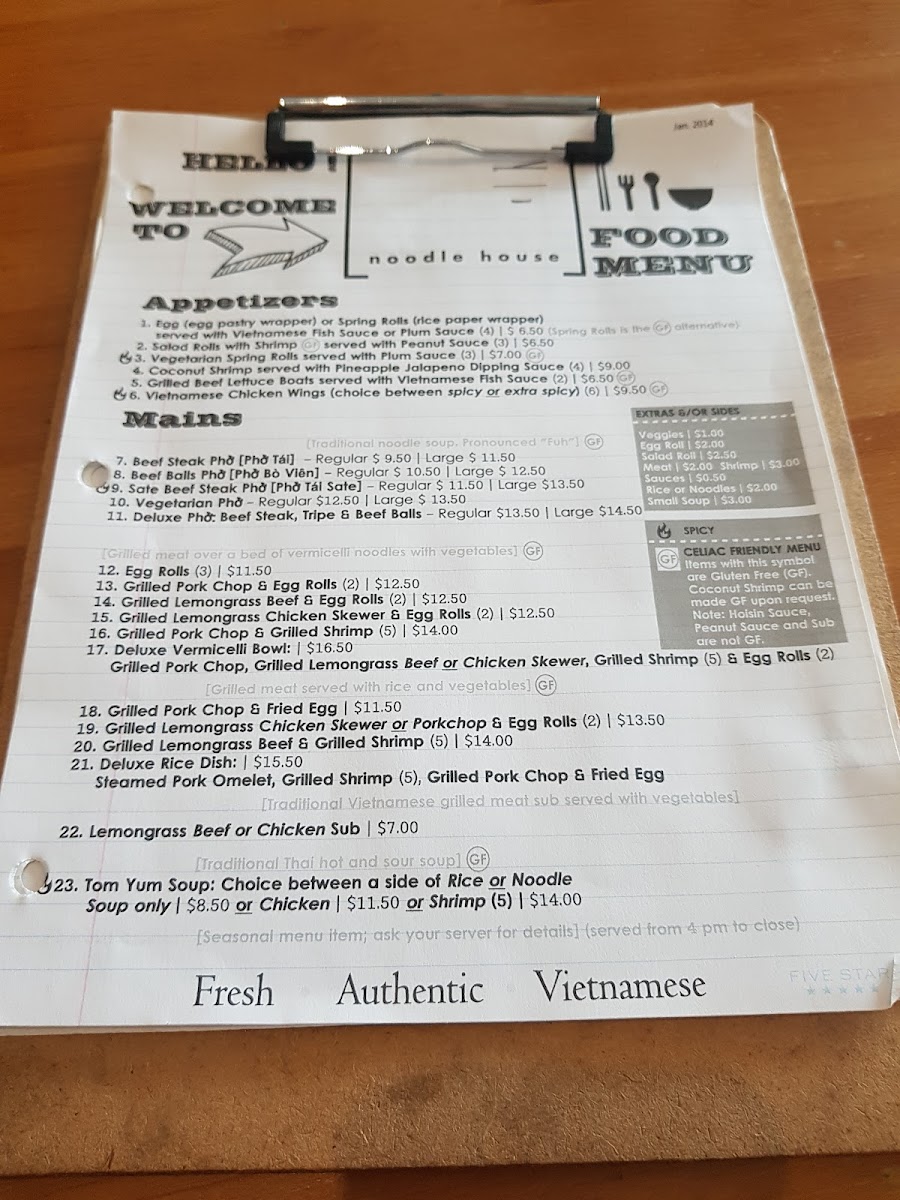 Jan. 2014
HELLO !
WELCOME
TO
noodle house
FOOD
MENU
Appetizers
1. Egg (egg pastry wrapper) or Spring Rolls (rice paper wrapper)
served with Vietnamese Fish Sauce or Plum Sauce (4) | $ 6.50 (Spring Rolls is the GF alternative)
2. Salad Rolls with Shrimp GF served with Peanut Sauce (3) | $6.50
3. Vegetarian Spring Rolls served with Plum Sauce (3) | $7.00 GF
4. Coconut Shrimp served with Pineapple Jalapeno Dipping Sauce (4) | $9.00
5. Grilled Beef Lettuce Boats served with Vietnamese Fish Sauce (2) | $6.50 GF
6. Vietnamese Chicken Wings (choice between spicy or extra spicy) (6) | $9.50 GF
Mains
(Traditional noodle soup. Pronounced "Fuh"] GF
7. Beef Steak Phở [Phở Tái] – Regular $ 9.50 | Large $ 11.50
8. Beef Balls Phở [Phở Bò Viên] – Regular $ 10.50 | Large $ 12.50
9. Sate Beef Steak Phở [Phở Tái Sate] – Regular $ 11.50 | Large $13.50
10. Vegetarian Phở – Regular $12.50 | Large $ 13.50
11. Deluxe Phở: Beef Steak, Tripe & Beef Balls – Regular $13.50 | Large $14.50
EXTRAS &/OR SIDES
Veggies | $1.00
Egg Roll | $2.00
Salad Roll | $2.50
Meat | $2.00 Shrimp | $3.00
Sauces | $0.50
Rice or Noodles | $2.00
Small Soup | $3.00
SPICY
GF CELIAC FRIENDLY MENU
Items with this symbol
are Gluten Free (GF).
Coconut Shrimp can be
made GF upon request.
Note: Hoisin Sauce,
Peanut Sauce and Sub
are not GF.
[Grilled meat over a bed of vermicelli noodles with vegetables] GF
12. Egg Rolls (3) | $11.50
13. Grilled Pork Chop & Egg Rolls (2) | $12.50
14. Grilled Lemongrass Beef & Egg Rolls (2) | $12.50
15. Grilled Lemongrass Chicken Skewer & Egg Rolls (2) | $12.50
16. Grilled Pork Chop & Grilled Shrimp (5) | $14.00
17. Deluxe Vermicelli Bowl: | $16.50
Grilled Pork Chop, Grilled Lemongrass Beef or Chicken Skewer, Grilled Shrimp (5) & Egg Rolls (2)
[Grilled meat served with rice and vegetables] GF
18. Grilled Pork Chop & Fried Egg | $11.50
19. Grilled Lemongrass Chicken Skewer or Porkchop & Egg Rolls (2) | $13.50
20. Grilled Lemongrass Beef & Grilled Shrimp (5) | $14.00
21. Deluxe Rice Dish: | $15.50
Steamed Pork Omelet, Grilled Shrimp (5), Grilled Pork Chop & Fried Egg
[Traditional Vietnamese grilled meat sub served with vegetables]
22. Lemongrass Beef or Chicken Sub | $7.00
[Traditional Thai hot and sour soup] GF
23. Tom Yum Soup: Choice between a side of Rice or Noodle
Soup only | $8.50 or Chicken | $11.50 or Shrimp (5) | $14.00
[Seasonal menu item; ask your server for details] (served from 4 pm to close)
Fresh Authentic Vietnamese
FIVE STAR